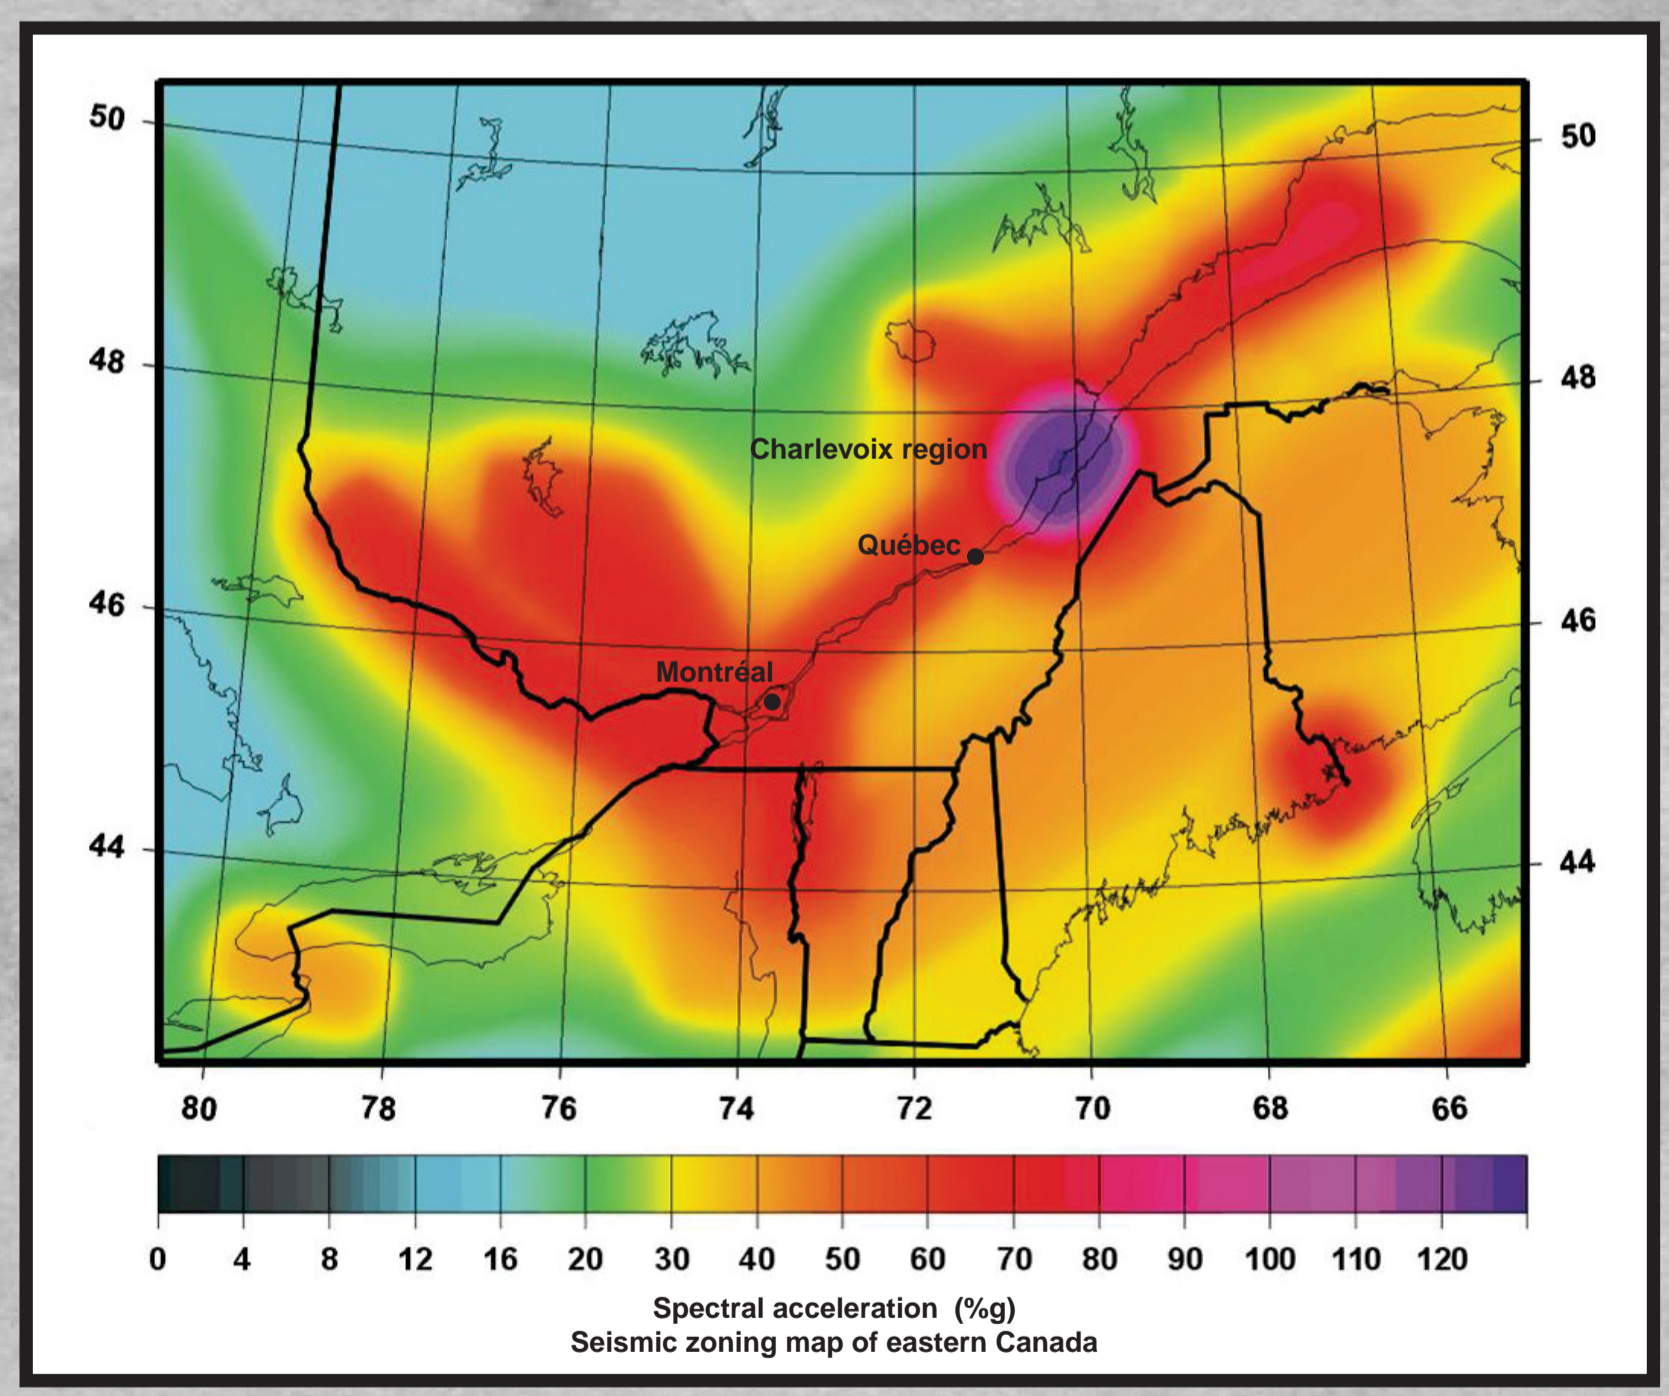 50
50
48
48
Charlevoix region
Québec
46
46
Montréal
44
44
80 78 76 74 72 70 68 66
0 4 8 12 16 20 30 40 50 60 70 80 90 100 110 120
Spectral acceleration (%g)
Seismic zoning map of eastern Canada